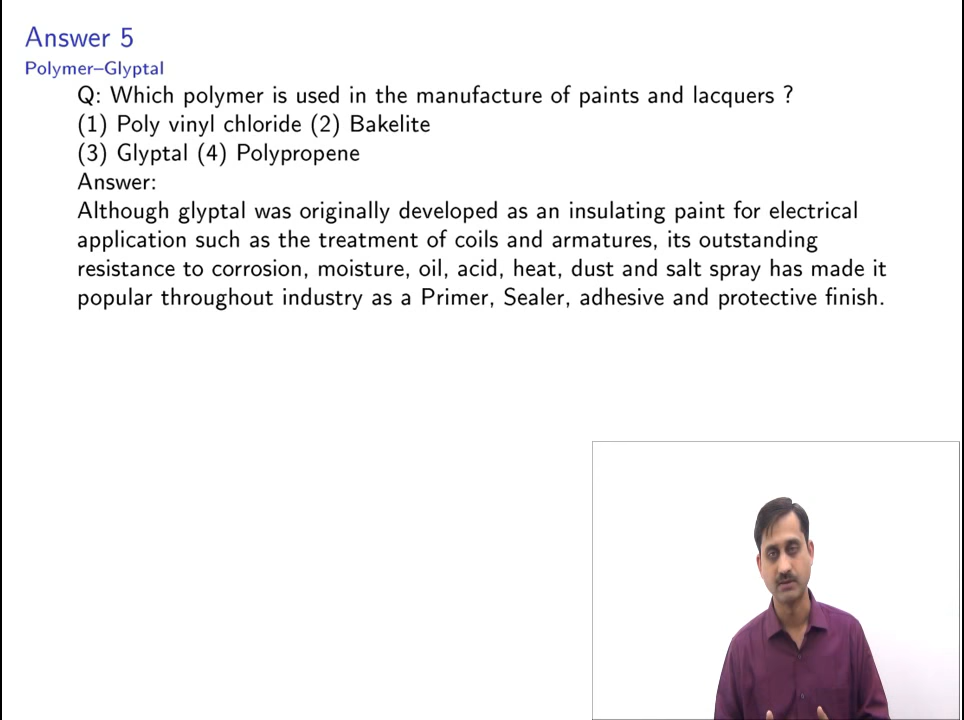 Answer 5
Polymer–Glyptal
Q: Which polymer is used in the manufacture of paints and lacquers ?
(1) Poly vinyl chloride (2) Bakelite
(3) Glyptal (4) Polypropene
Answer:
Although glyptal was originally developed as an insulating paint for electrical
application such as the treatment of coils and armatures, its outstanding
resistance to corrosion, moisture, oil, acid, heat, dust and salt spray has made it
popular throughout industry as a Primer, Sealer, adhesive and protective finish.